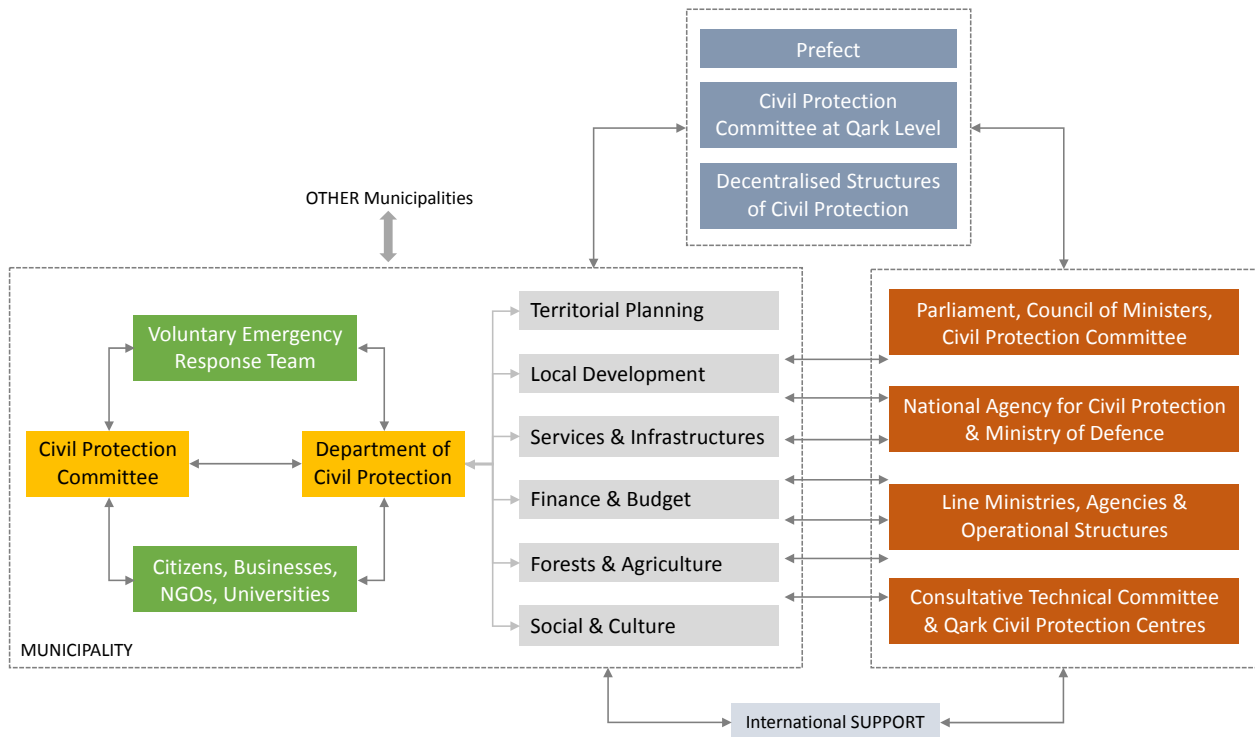 Prefect
Civil Protection
Committee at Qark Level
Decentralised Structures
of Civil Protection
OTHER Municipalities
Voluntary Emergency
Response Team
Civil Protection
Committee
Department of
Civil Protection
Citizens, Businesses,
NGOs, Universities
MUNICIPALITY
Territorial Planning
Local Development
Services & Infrastructures
Finance & Budget
Forests & Agriculture
Social & Culture
Parliament, Council of Ministers,
Civil Protection Committee
National Agency for Civil Protection
& Ministry of Defence
Line Ministries, Agencies &
Operational Structures
Consultative Technical Committee
& Qark Civil Protection Centres
International SUPPORT